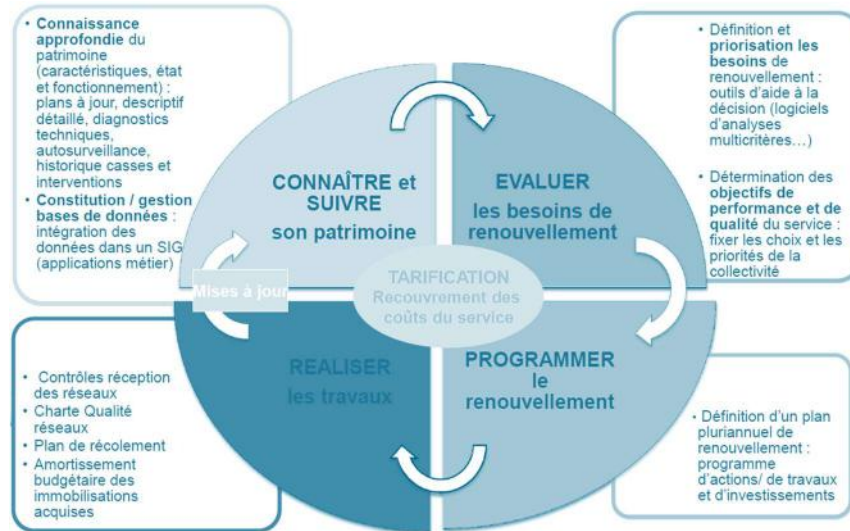 • Connaissance
approfondie du
patrimoine
(caractéristiques, état
et fonctionnement) :
plans à jour, descriptif
détaillé, diagnostics
techniques,
autosurveillance,
historique casses et
interventions
• Constitution / gestion
bases de données :
intégration des
données dans un SIG
(applications métier)
• Définition et
priorisation les
besoins de
renouvellement :
outils d'aide à la
décision (logiciels
d'analyses
multicritères…)
• Détermination des
objectifs de
performance et de
qualité du service :
fixer les choix et les
priorités de la
collectivité
CONNAÎTRE et
SUIVRE
son patrimoine
EVALUER
les besoins de
renouvellement
Mises à jour
TARIFICATION
Recouvrement des
coûts du service
REALISER
les travaux
PROGRAMMER
le
renouvellement
• Contrôles réception
des réseaux
• Charte Qualité
réseaux
• Plan de récolement
• Amortissement
budgétaire des
immobilisations
acquises
• Définition d'un plan
pluriannuel de
renouvellement :
programme
d'actions/ de travaux
et d'investissements